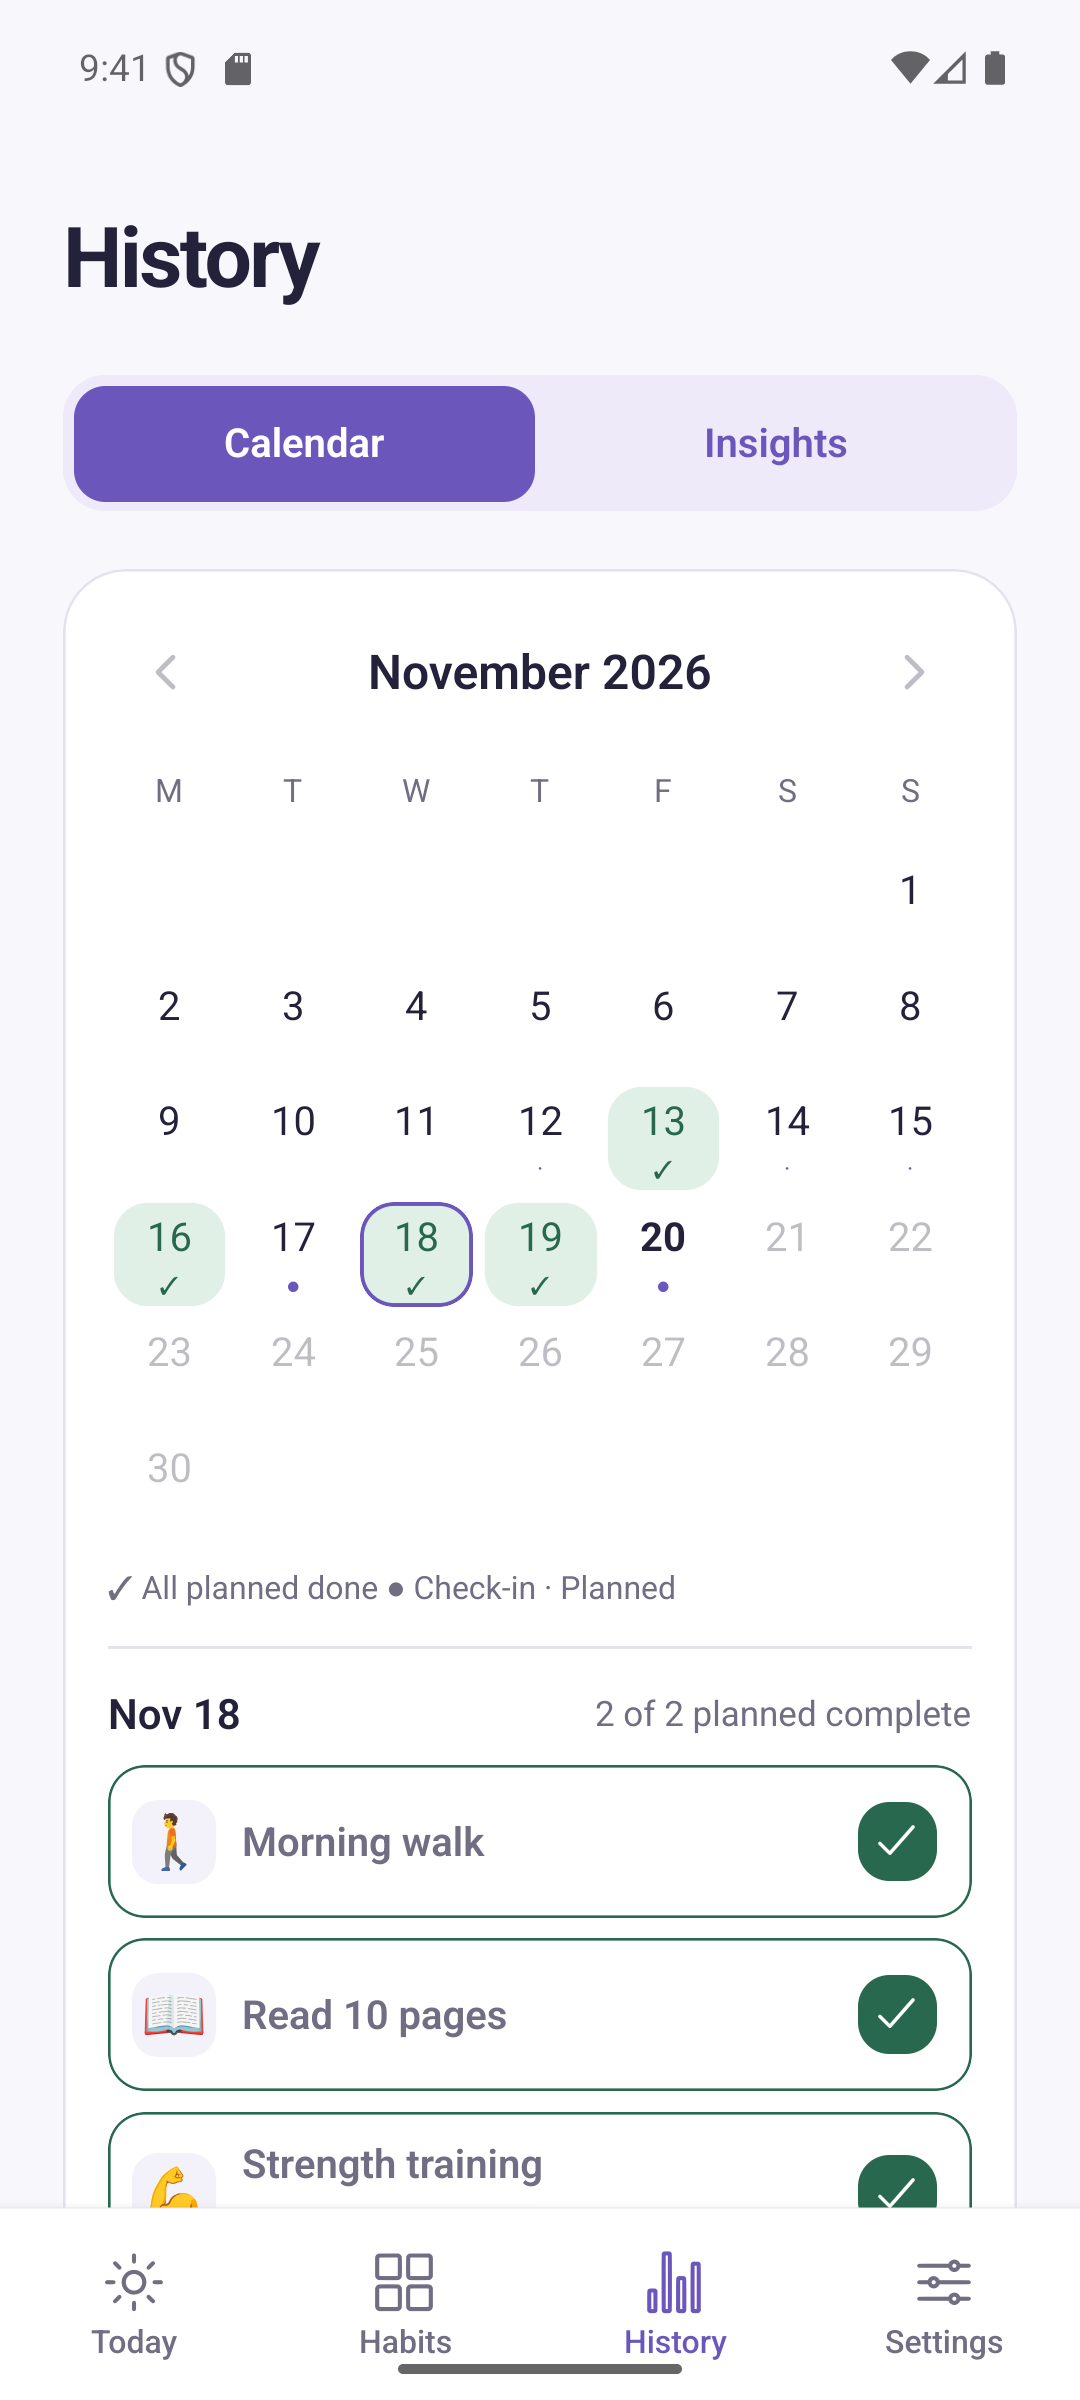 9:41
History
Calendar Insights
November 2026
M T W T F S S
1
2 3 4 5 6 7 8
9 10 11 12 13 14 15
· ✓ · ·
16 17 18 19 20 21 22
✓ • ✓ ✓ •
23 24 25 26 27 28 29
30
✓ All planned done ● Check-in · Planned
Nov 18 2 of 2 planned complete
Morning walk
Read 10 pages
Strength training
Today Habits History Settings